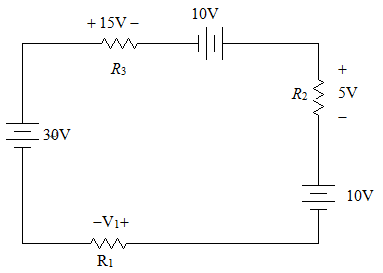 10V
+ 15V –
R3
+
R2 5V
–
30V
10V
–V1+
R1